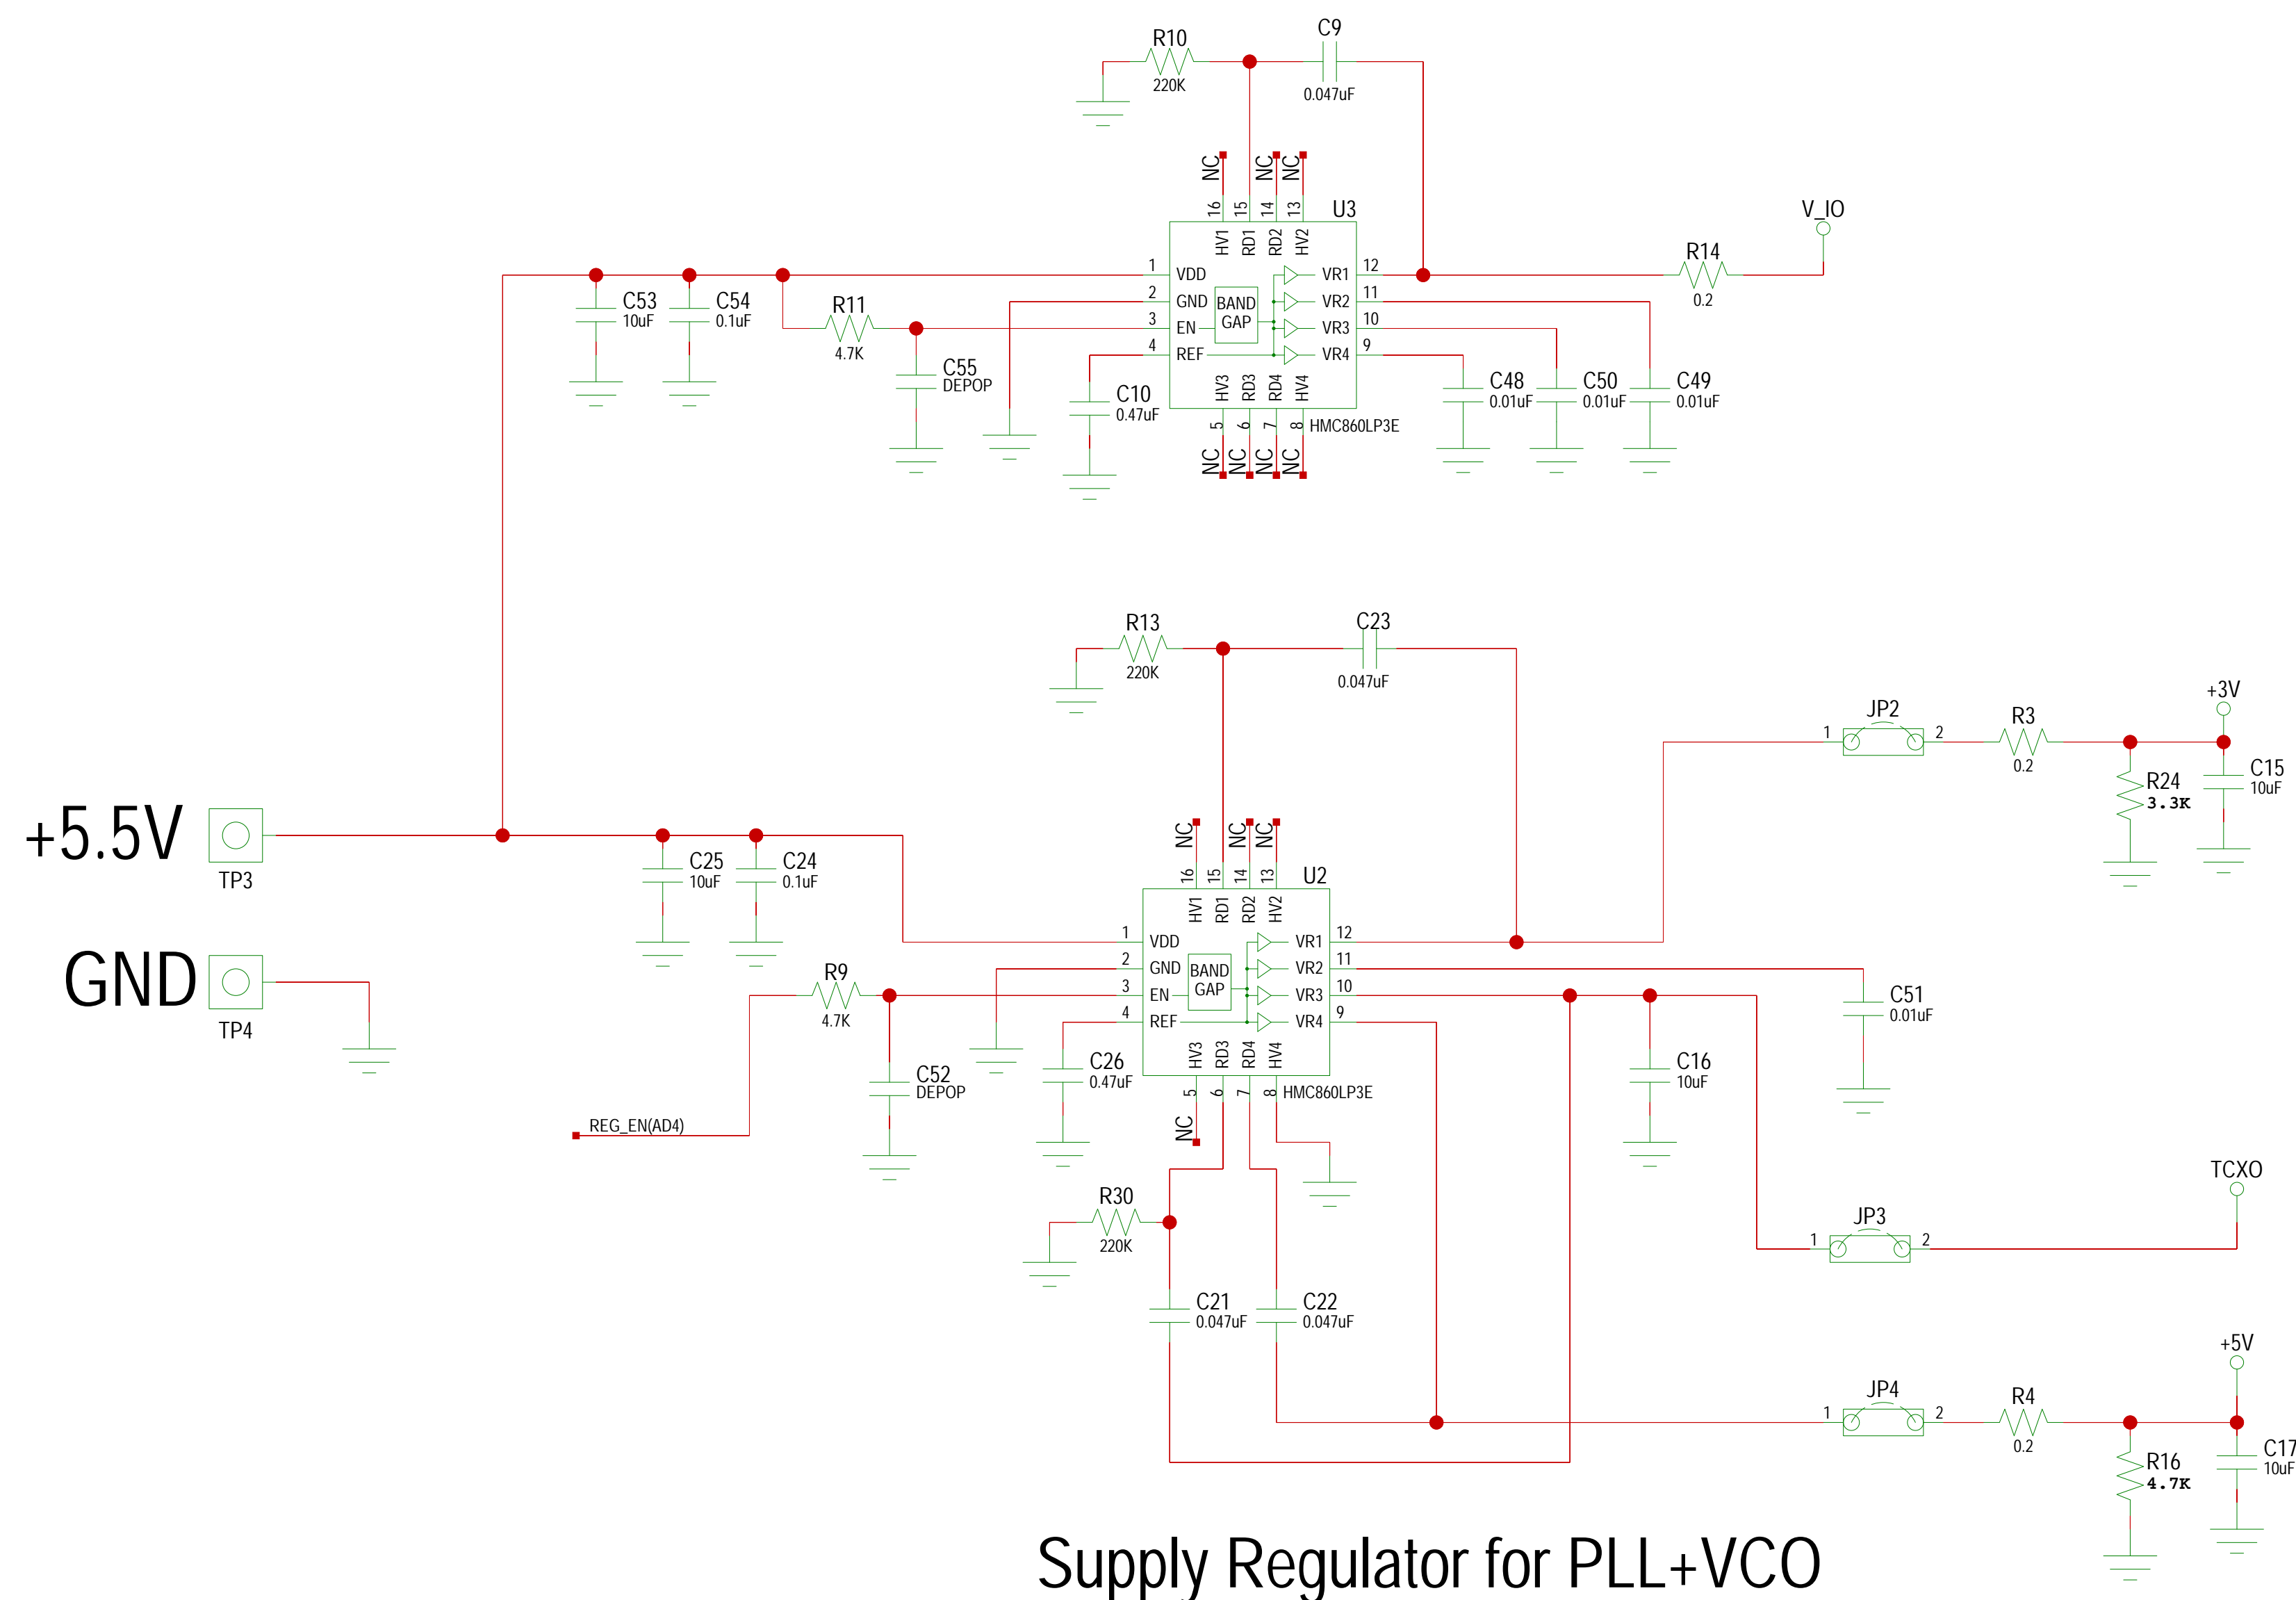 R10
220K
C9
0.047uF
NC
NC
NC
16
15
14
13
U3
HV1
RD1
RD2
HV2
V_IO
R14
0.2
1
VDD
VR1
12
2
GND
VR2
11
3
EN
VR3
10
4
REF
VR4
9
BAND
GAP
HV3
RD3
RD4
HV4
5
6
7
8
HMC860LP3E
NC
NC
NC
NC
C53
10uF
C54
0.1uF
R11
4.7K
C55
DEPOP
C10
0.47uF
C48
0.01uF
C50
0.01uF
C49
0.01uF
R13
220K
C23
0.047uF
+3V
JP2
1
2
R3
0.2
R24
3.3K
C15
10uF
+5.5V
TP3
C25
10uF
C24
0.1uF
NC
NC
NC
16
15
14
13
U2
HV1
RD1
RD2
HV2
GND
TP4
1
VDD
VR1
12
2
GND
VR2
11
3
EN
VR3
10
4
REF
VR4
9
BAND
GAP
HV3
RD3
RD4
HV4
5
6
7
8
HMC860LP3E
NC
R9
4.7K
C52
DEPOP
C26
0.47uF
REG_EN(AD4)
C16
10uF
C51
0.01uF
R30
220K
TCXO
JP3
1
2
C21
0.047uF
C22
0.047uF
+5V
JP4
1
2
R4
0.2
R16
4.7K
C17
10uF
Supply Regulator for PLL+VCO